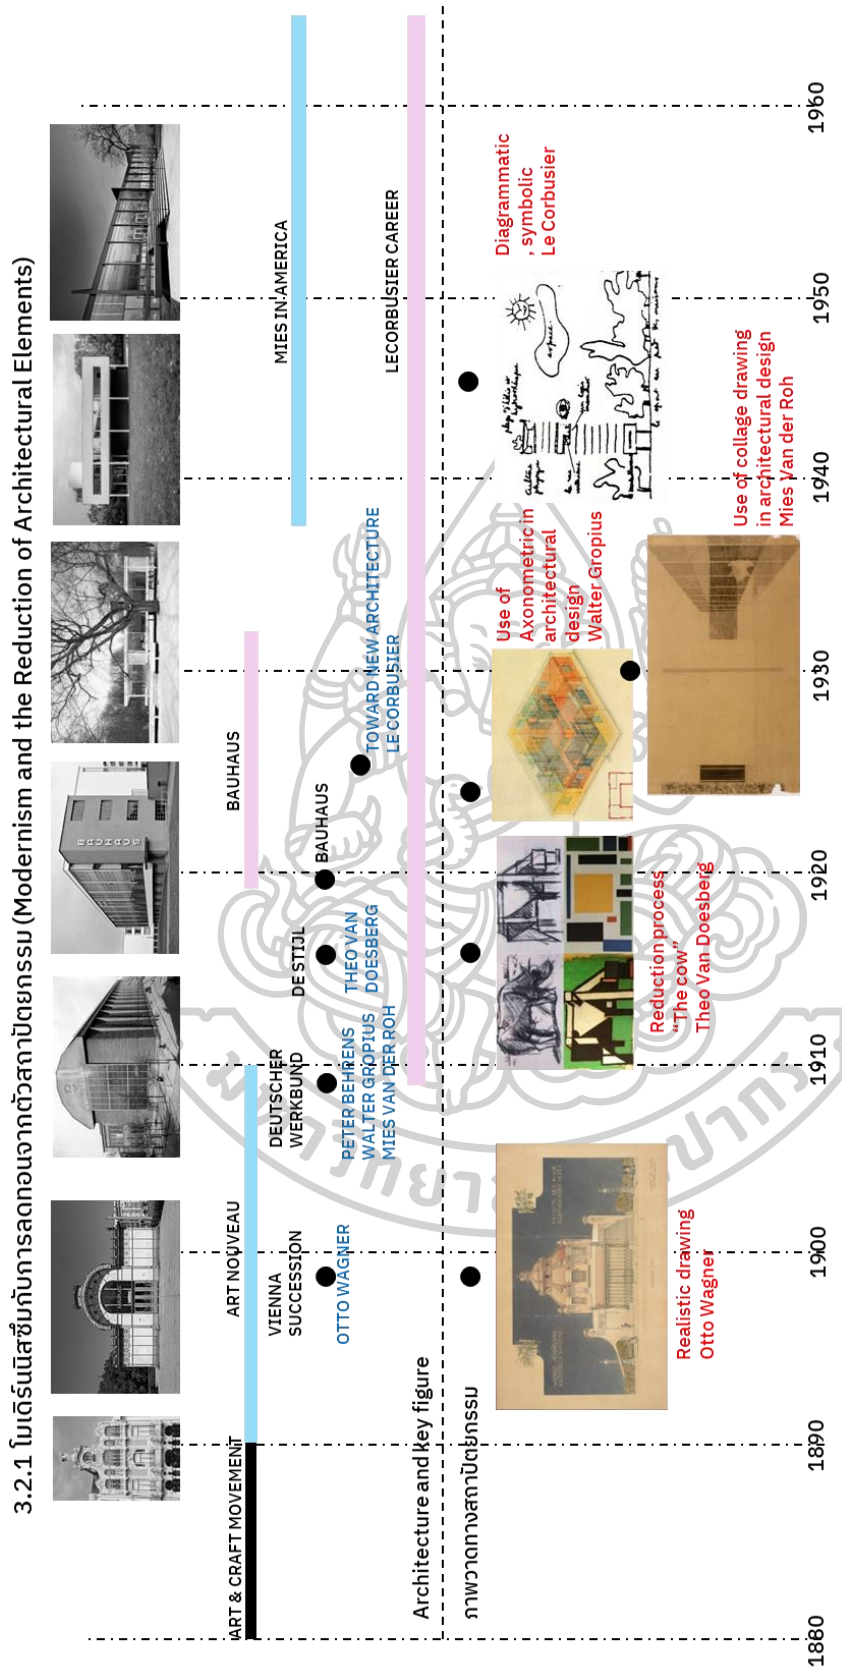 3.2.1 โมเดิร์นนิสซึ่มกับการลดทอนจากตัวสถาปัตยกรรม (Modernism and the Reduction of Architectural Elements)
ART & CRAFT MOVEMENT
ART NOUVEAU
BAUHAUS
VIENNA
SUCCESSION
OTTO WAGNER
DEUTSCHER
WERKBUND
PETER BEHRENS
WALTER GROPIUS
MIES VAN DER ROH
DE STIJL
THEO VAN
DOESBERG
BAUHAUS
TOWARD NEW ARCHITECTURE
LE CORBUSIER
MIES IN AMERICA
LECORBUSIER CAREER
Architecture and key figure
ภาพวาดทางสถาปัตยกรรม
Realistic drawing
Otto Wagner
Reduction process
“The cow”
Theo Van Doesberg
Use of
Axonometric in
architectural
design
Walter Gropius
Use of collage drawing
in architectural design
Mies Van der Roh
Diagrammatic
, symbolic
Le Corbusier
BAUHAUS
1880
1890
1900
1910
1920
1930
1940
1950
1960